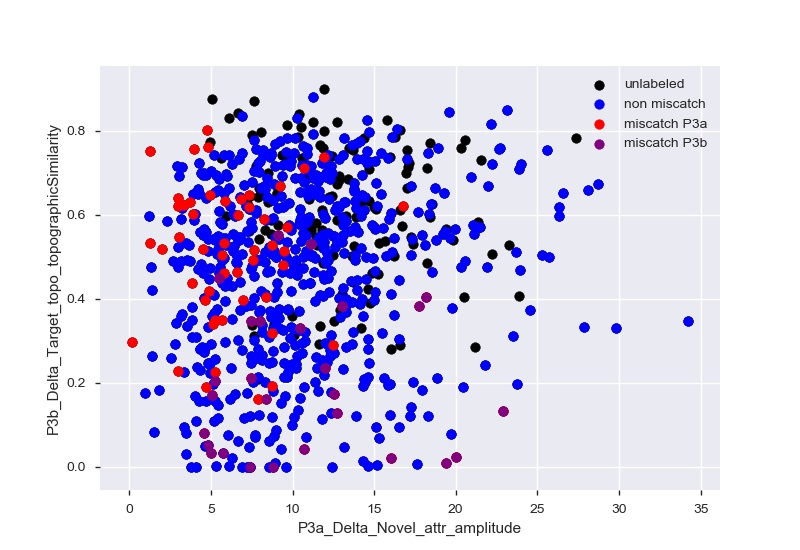 unlabeled
non miscatch
miscatch P3a
miscatch P3b
0.8
0.6
0.4
0.2
0.0
P3b_Delta_Target_topo_topographicSimilarity
0 5 10 15 20 25 30 35
P3a_Delta_Novel_attr_amplitude